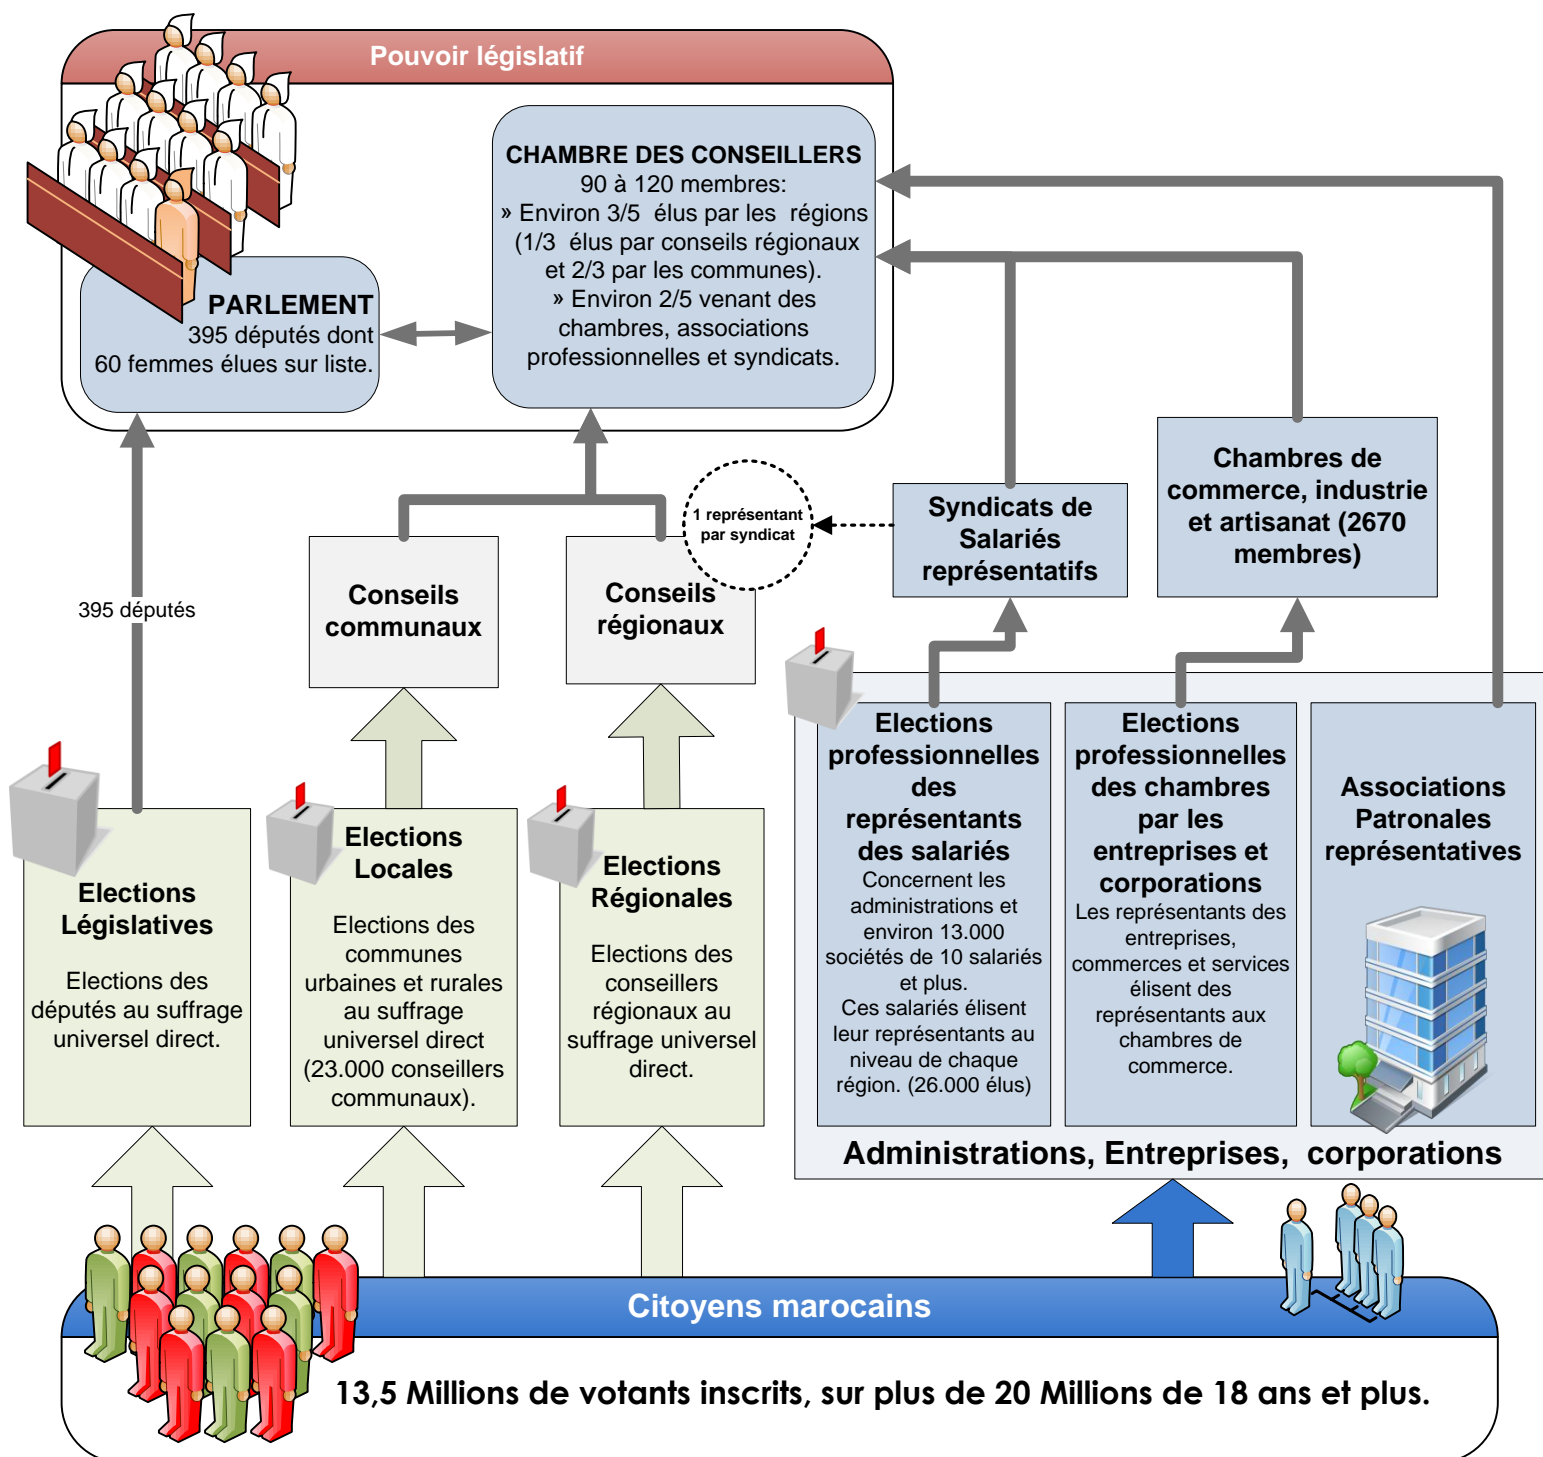 Pouvoir législatif
CHAMBRE DES CONSEILLERS
90 à 120 membres:
» Environ 3/5 élus par les régions
(1/3 élus par conseils régionaux
et 2/3 par les communes).
» Environ 2/5 venant des
chambres, associations
professionnelles et syndicats.
PARLEMENT
395 députés dont
60 femmes élues sur liste.
Chambres de
commerce, industrie
et artisanat (2670
membres)
Syndicats de
Salariés
représentatifs
1 représentant
par syndicat
Conseils
communaux
Conseils
régionaux
395 députés
Elections
Législatives
Elections des
députés au suffrage
universel direct.
Elections
Locales
Elections des
communes
urbaines et rurales
au suffrage
universel direct
(23.000 conseillers
communaux).
Elections
Régionales
Elections des
conseillers
régionaux au
suffrage universel
direct.
Elections
professionnelles
des
représentants
des salariés
Concernent les
administrations et
environ 13.000
sociétés de 10 salariés
et plus.
Ces salariés élisent
leur représentants au
niveau de chaque
région. (26.000 élus)
Elections
professionnelles
des chambres
par les
entreprises et
corporations
Les représentants des
entreprises,
commerces et services
élisent des
représentants aux
chambres de
commerce.
Associations
Patronales
représentatives
Administrations, Entreprises, corporations
Citoyens marocains
13,5 Millions de votants inscrits, sur plus de 20 Millions de 18 ans et plus.